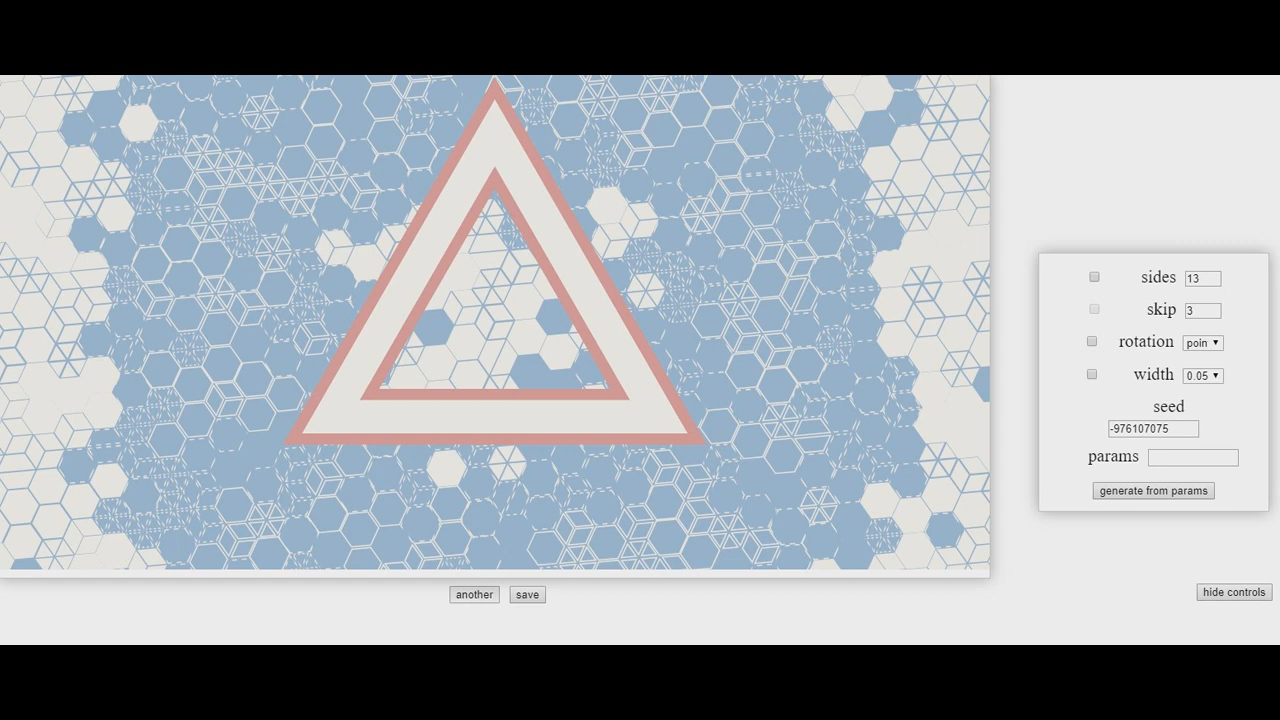 sides 13
skip 3
rotation poin
width 0.05
seed
-976107075
params
generate from params
another save
hide controls